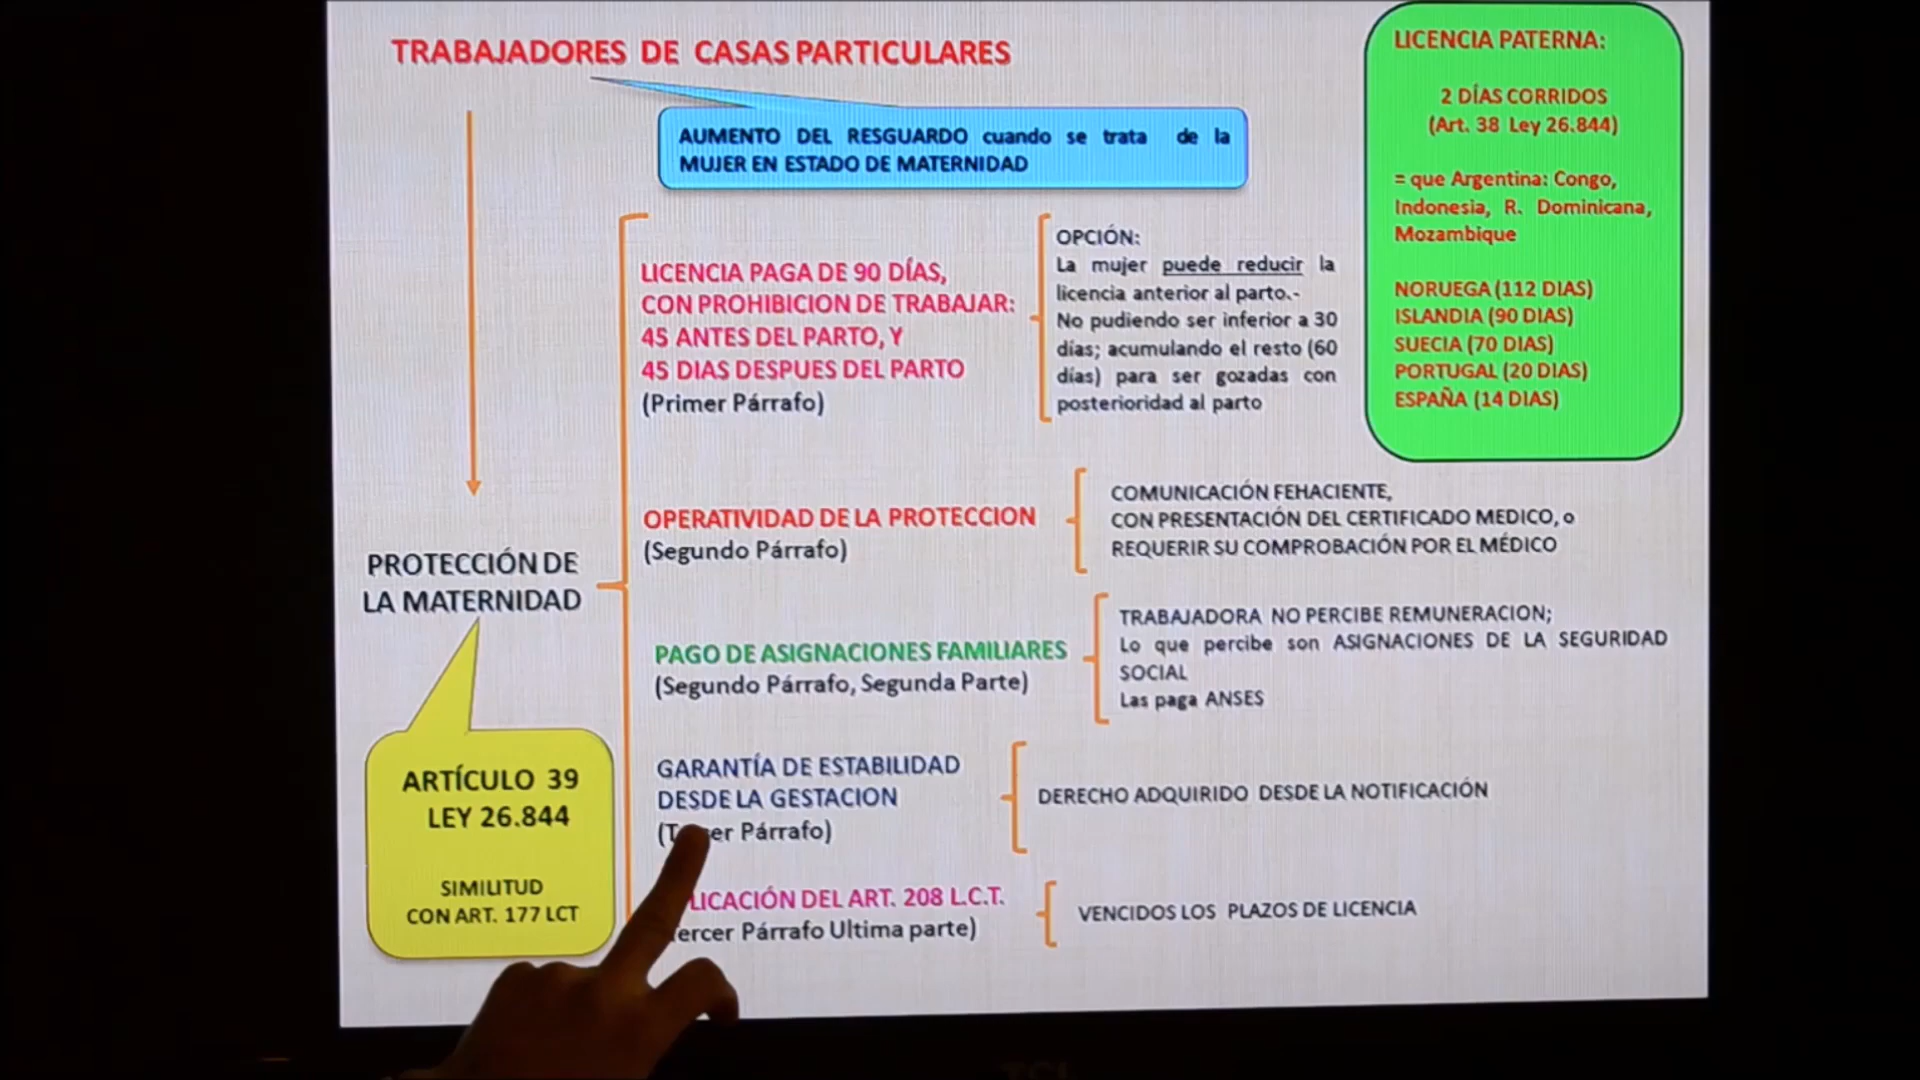 TRABAJADORES DE CASAS PARTICULARES
AUMENTO DEL RESGUARDO cuando se trata de la
MUJER EN ESTADO DE MATERNIDAD
LICENCIA PATERNA:
2 DÍAS CORRIDOS
(Art. 38 Ley 26.844)
= que Argentina: Congo,
Indonesia, R. Dominicana,
Mozambique
NORUEGA (112 DIAS)
ISLANDIA (90 DIAS)
SUECIA (70 DIAS)
PORTUGAL (20 DIAS)
ESPAÑA (14 DIAS)
LICENCIA PAGA DE 90 DÍAS,
CON PROHIBICION DE TRABAJAR:
45 ANTES DEL PARTO, Y
45 DIAS DESPUES DEL PARTO
(Primer Párrafo)
OPCIÓN:
La mujer puede reducir la
licencia anterior al parto.-
No pudiendo ser inferior a 30
días; acumulando el resto (60
días) para ser gozadas con
posterioridad al parto
OPERATIVIDAD DE LA PROTECCION
(Segundo Párrafo)
COMUNICACIÓN FEHACIENTE,
CON PRESENTACIÓN DEL CERTIFICADO MEDICO, o
REQUERIR SU COMPROBACIÓN POR EL MÉDICO
PROTECCIÓN DE
LA MATERNIDAD
PAGO DE ASIGNACIONES FAMILIARES
(Segundo Párrafo, Segunda Parte)
TRABAJADORA NO PERCIBE REMUNERACION;
Lo que percibe son ASIGNACIONES DE LA SEGURIDAD
SOCIAL
Las paga ANSES
ARTÍCULO 39
LEY 26.844
SIMILITUD
CON ART. 177 LCT
GARANTÍA DE ESTABILIDAD
DESDE LA GESTACION
Párrafo)
DERECHO ADQUIRIDO DESDE LA NOTIFICACIÓN
DEL ART. 208 L.C.T.
Párrafo Ultima parte)
VENCIDOS LOS PLAZOS DE LICENCIA